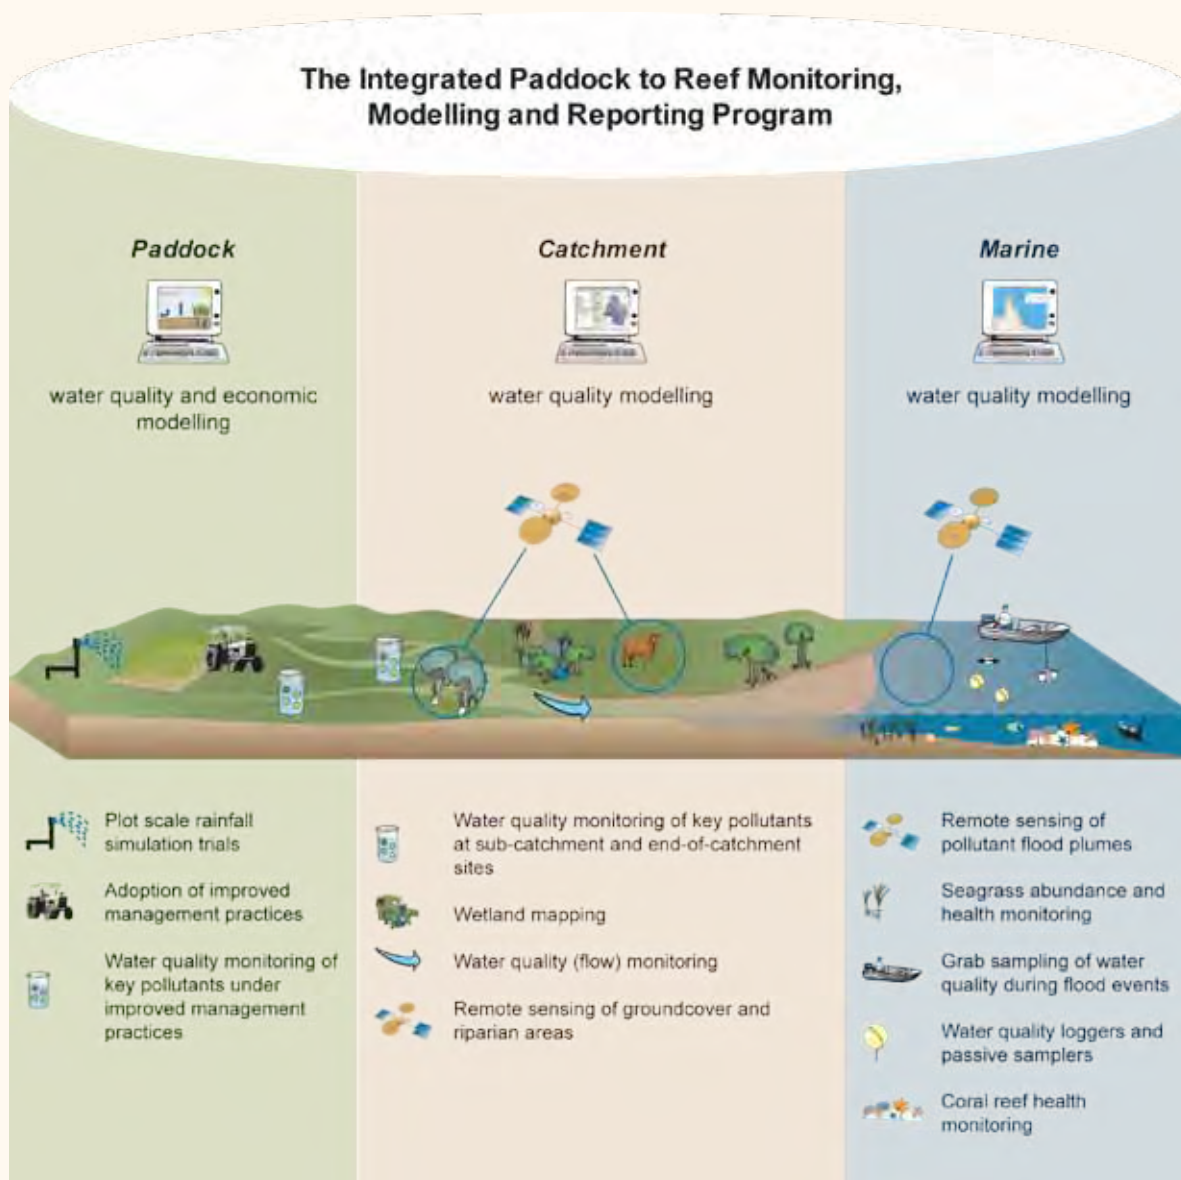 The Integrated Paddock to Reef Monitoring,
Modelling and Reporting Program
Paddock
water quality and economic
modelling
Catchment
water quality modelling
Marine
water quality modelling
Plot scale rainfall
simulation trials
Adoption of improved
management practices
Water quality monitoring of
key pollutants under
improved management
practices
Water quality monitoring of key pollutants
at sub-catchment and end-of-catchment
sites
Wetland mapping
Water quality (flow) monitoring
Remote sensing of groundcover and
riparian areas
Remote sensing of
pollutant flood plumes
Seagrass abundance and
health monitoring
Grab sampling of water
quality during flood events
Water quality loggers and
passive samplers
Coral reef health
monitoring